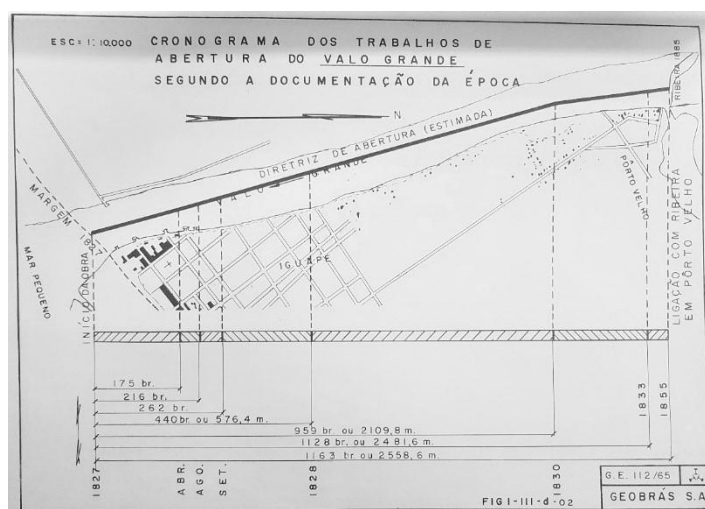 ESC= 1: 10.000
CRONOGRAMA DOS TRABALHOS DE
ABERTURA DO VALO GRANDE
SEGUNDO A DOCUMENTAÇÃO DA ÉPOCA
N
DIRETRIZ DE ABERTURA (ESTIMADA)
VALO GRANDE
RIBEIRA 1885
MARGEM 1827
MAR PEQUENO
IGUAPE
PÔRTO VELHO
INÍCIO DA OBRA
LIGAÇÃO COM RIBEIRA
EM PÔRTO VELHO
175 br.
216 br.
262 br.
440 br. ou 576,4 m.
959 br. ou 2109,8 m.
1128 br. ou 2481,6 m.
1163 br. ou 2558,6 m.
1827
ABR.
AGO.
SET.
1828
1830
1833
1855
G.E. 112/65
FIG I-III-d-02
GEOBRÁS S.A